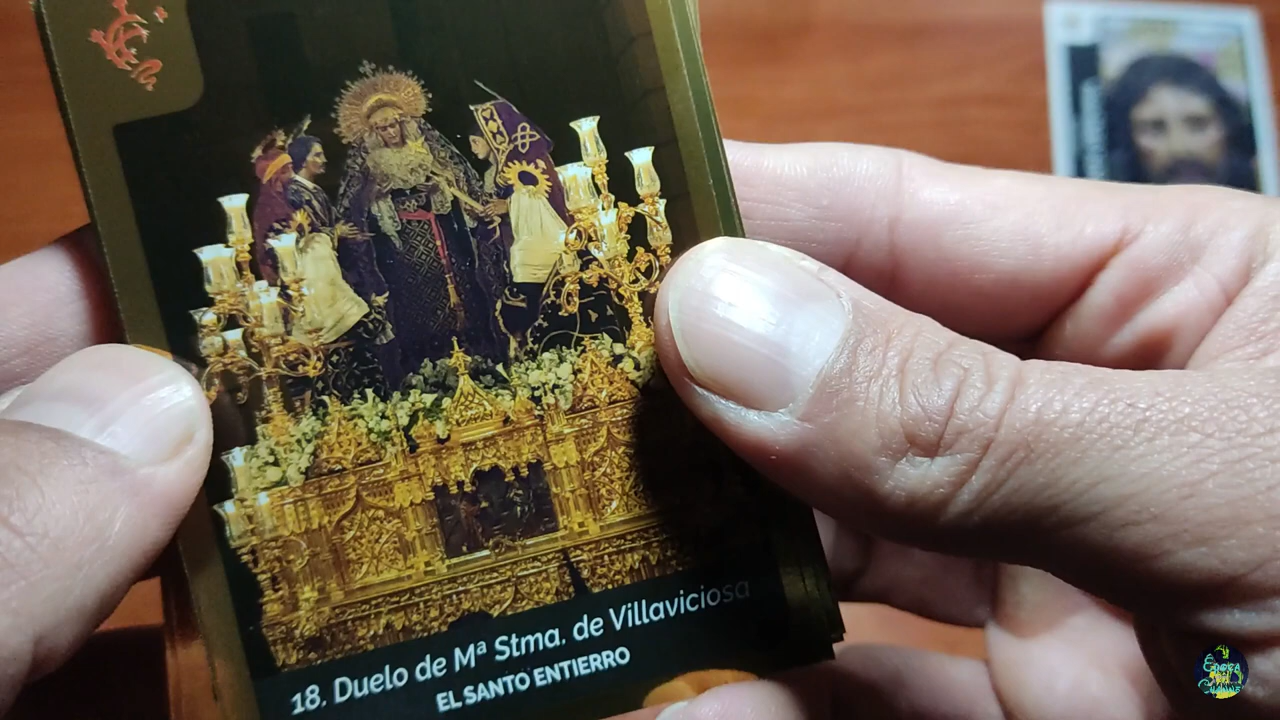 18. Duelo de Mª Stma. de Villaviciosa
EL SANTO ENTIERRO